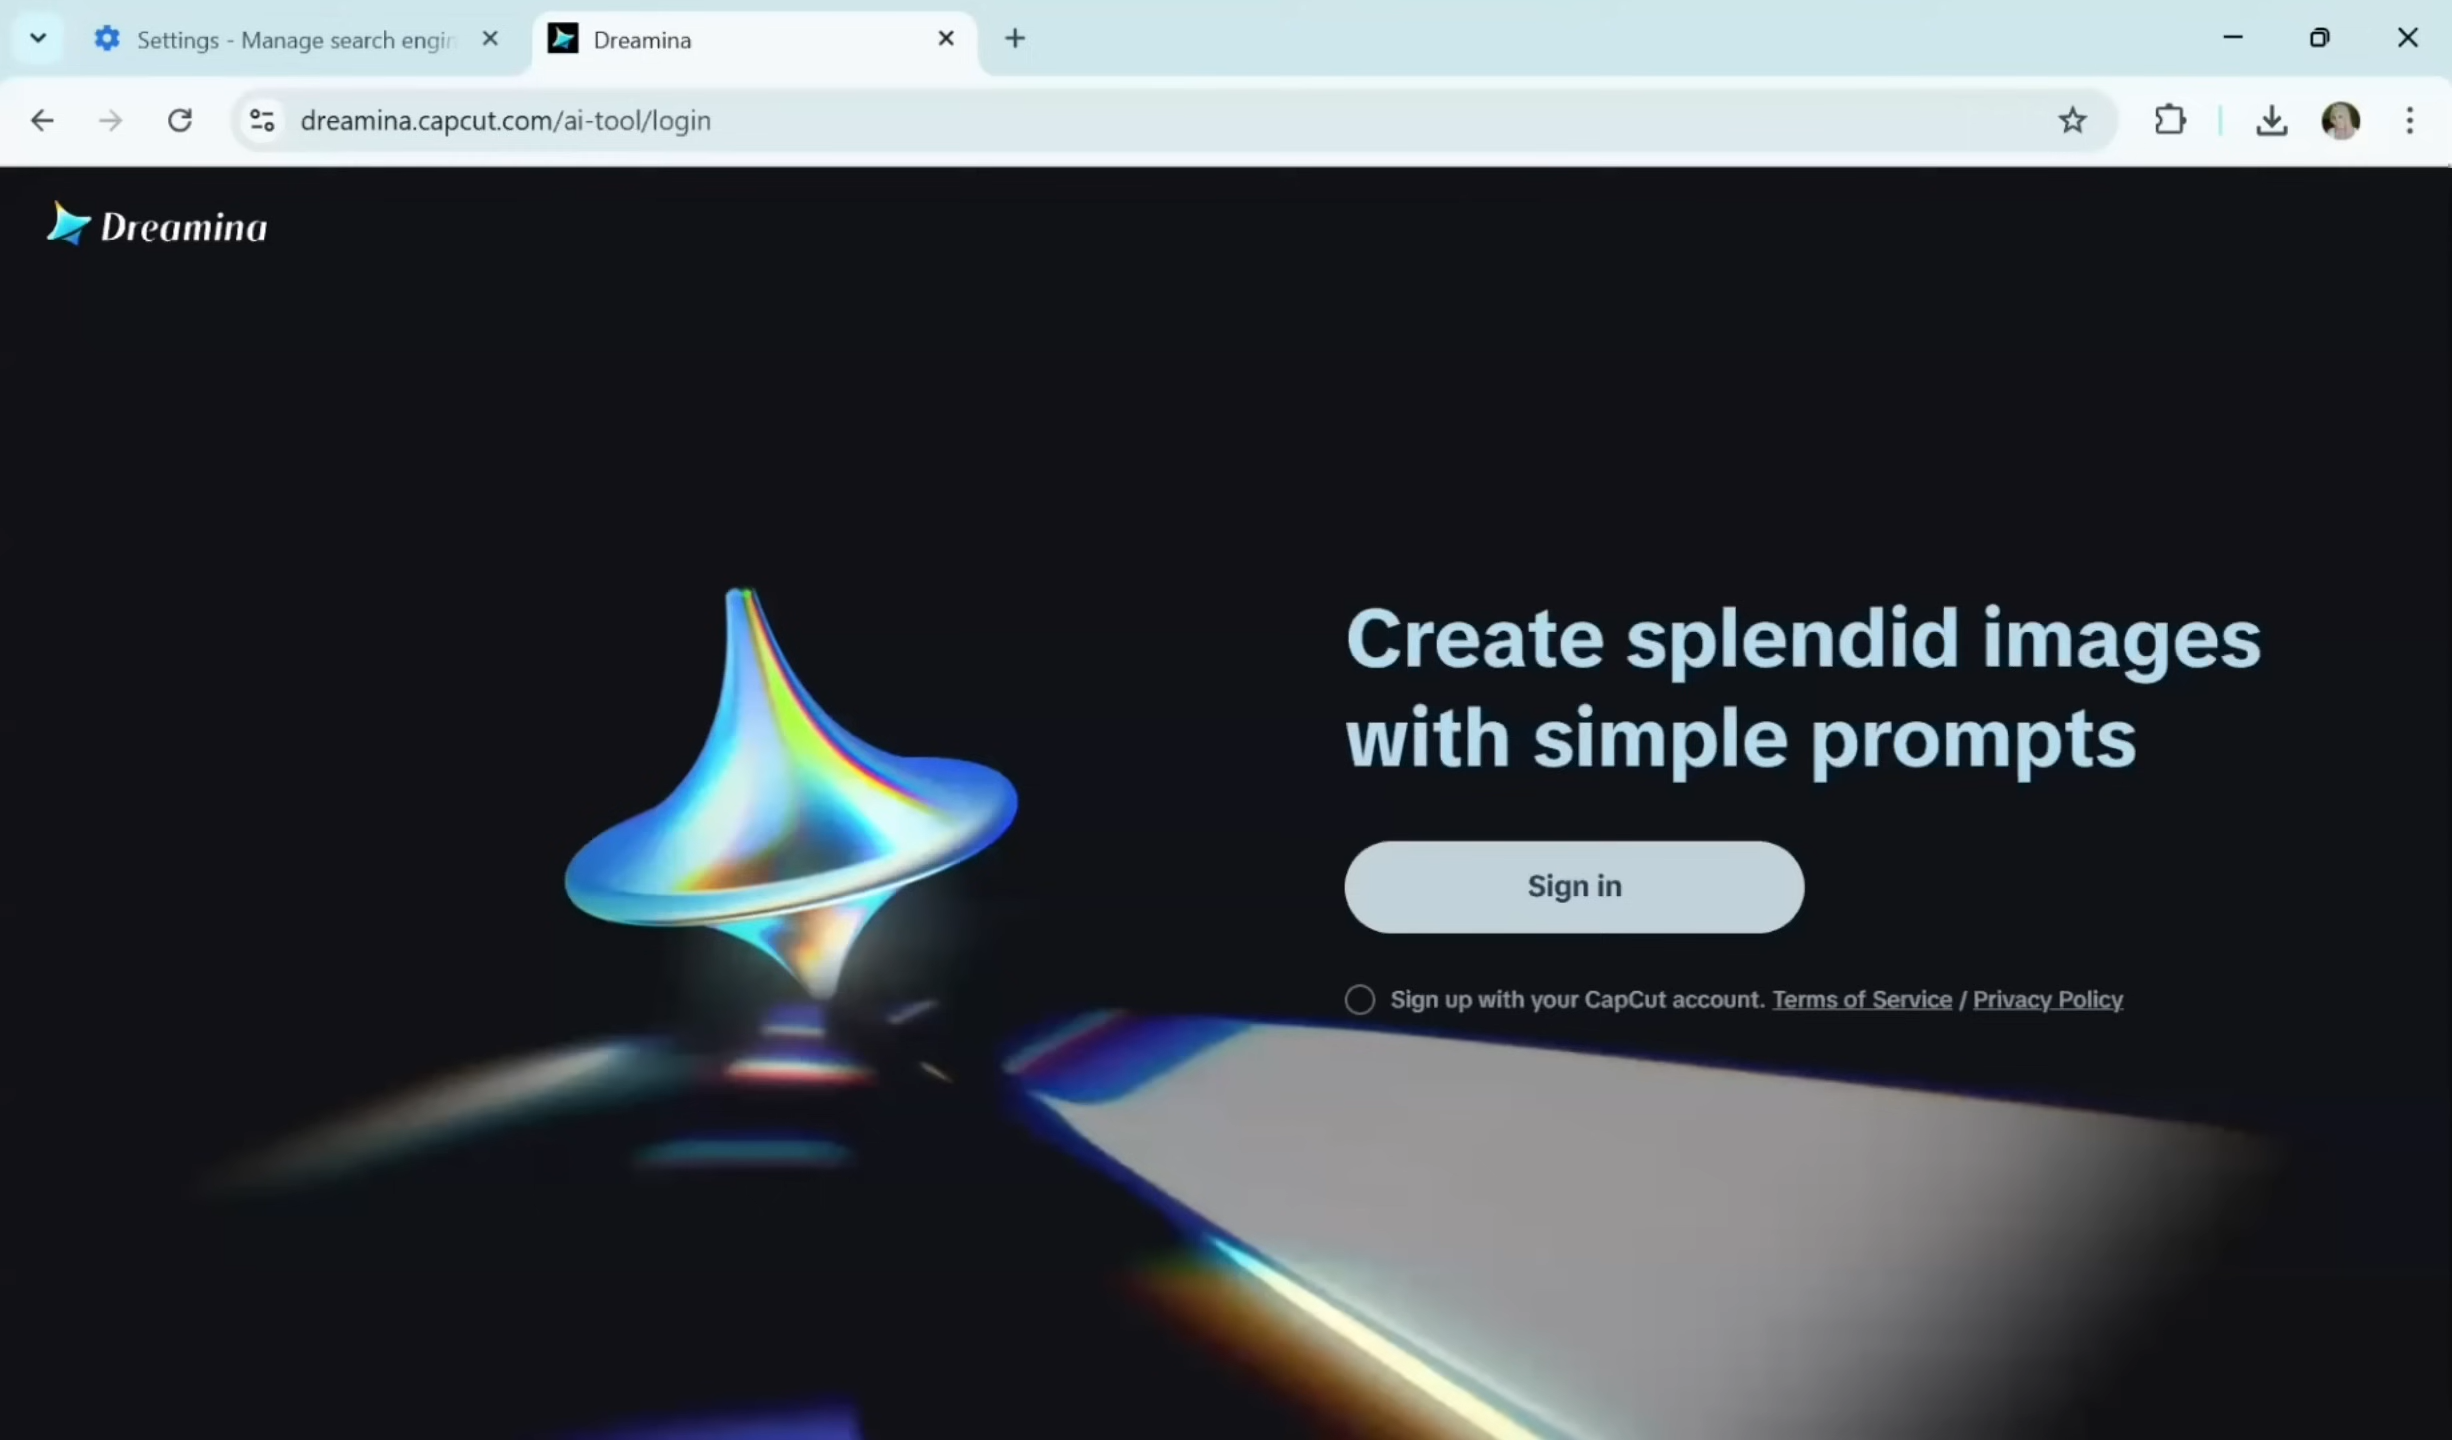 Settings - Manage search engin
Dreamina
dreamina.capcut.com/ai-tool/login
Dreamina
Create splendid images
with simple prompts
Sign in
Sign up with your CapCut account. Terms of Service / Privacy Policy